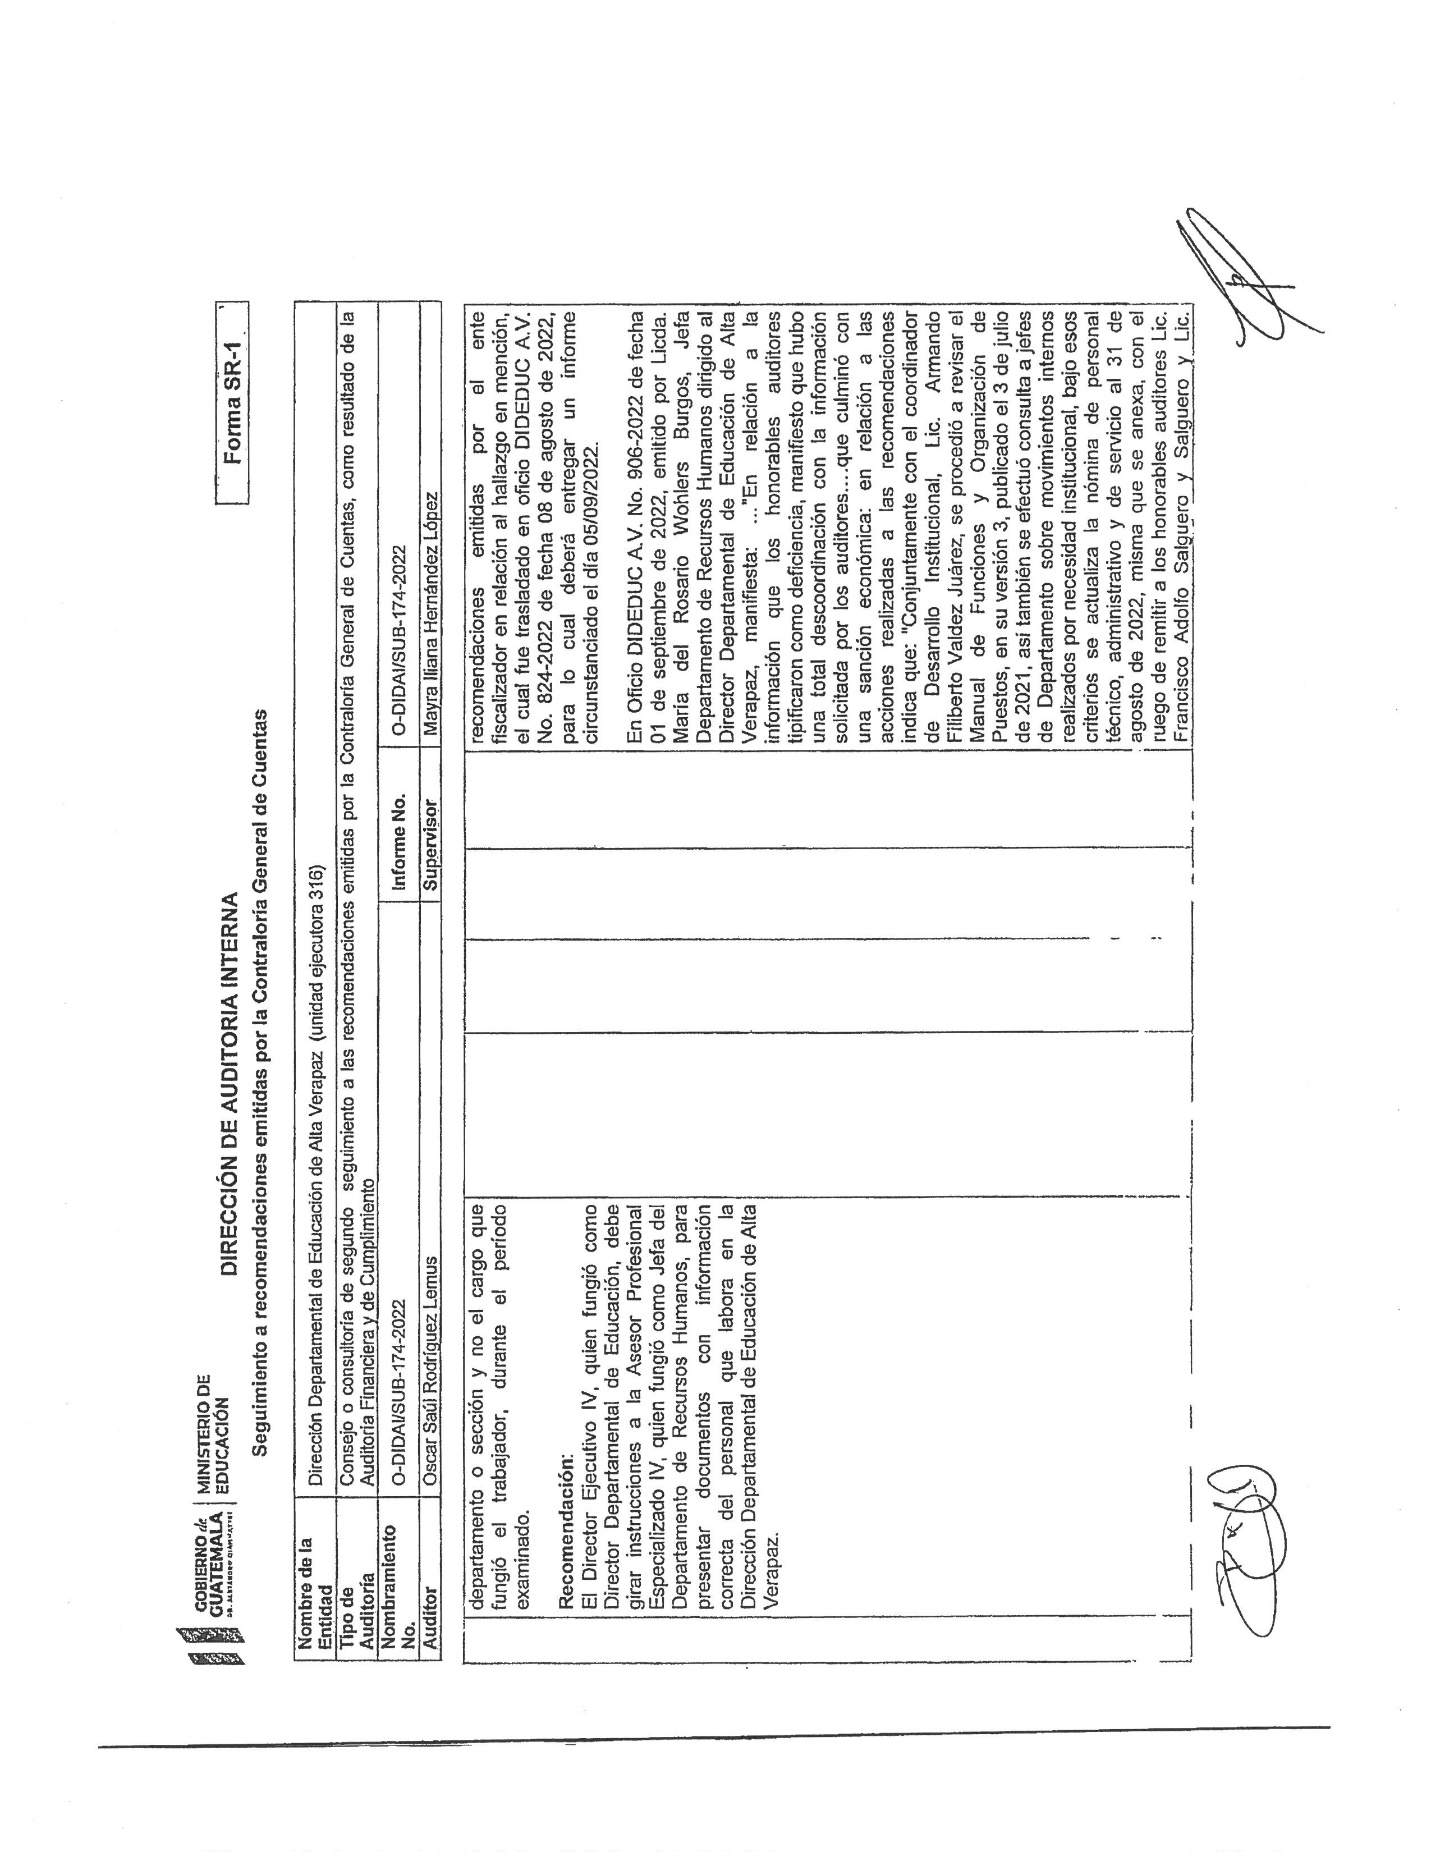 GOBIERNO de
GUATEMALA
MINISTERIO DE
EDUCACIÓN
DIRECCIÓN DE AUDITORIA INTERNA
Forma SR-1
Seguimiento a recomendaciones emitidas por la Contraloría General de Cuentas
Nombre de la
Entidad
Dirección Departamental de Educación de Alta Verapaz (unidad ejecutora 316)
Tipo de
Auditoría
Consejo o consultoría de segundo seguimiento a las recomendaciones emitidas por la Contraloría General de Cuentas, como resultado de la
Auditoría Financiera y de Cumplimiento
Nombramiento
No.
O-DIDAI/SUB-174-2022
Informe No.
O-DIDAI/SUB-174-2022
Auditor
Oscar Saúl Rodríguez Lemus
Supervisor
Mayra Iliana Hernández López
departamento o sección y no el cargo que
fungió el trabajador, durante el período
examinado.
Recomendación:
El Director Ejecutivo IV, quien fungió como
Director Departamental de Educación, debe
girar instrucciones a la Asesor Profesional
Especializado IV, quien fungió como Jefa del
Departamento de Recursos Humanos, para
presentar documentos con información
correcta del personal que labora en la
Dirección Departamental de Educación de Alta
Verapaz.
recomendaciones emitidas por el ente
fiscalizador en relación al hallazgo en mención,
el cual fue trasladado en oficio DIDEDUC A.V.
No. 824-2022 de fecha 08 de agosto de 2022,
para lo cual deberá entregar un informe
circunstanciado el día 05/09/2022.
En Oficio DIDEDUC A.V. No. 906-2022 de fecha
01 de septiembre de 2022, emitido por Licda.
María del Rosario Wohlers Burgos, Jefa
Departamento de Recursos Humanos dirigido al
Director Departamental de Educación de Alta
Verapaz, manifiesta: ..."En relación a la
información que los honorables auditores
tipificaron como deficiencia, manifiesto que hubo
una total descoordinación con la información
solicitada por los auditores....que culminó con
una sanción económica: en relación a las
acciones realizadas a las recomendaciones
indica que: "Conjuntamente con el coordinador
de Desarrollo Institucional, Lic. Armando
Filiberto Valdez Juárez, se procedió a revisar el
Manual de Funciones y Organización de
Puestos, en su versión 3, publicado el 3 de julio
de 2021, así también se efectuó consulta a jefes
de Departamento sobre movimientos internos
realizados por necesidad institucional, bajo esos
criterios se actualiza la nómina de personal
técnico, administrativo y de servicio al 31 de
agosto de 2022, misma que se anexa, con el
ruego de remitir a los honorables auditores Lic.
Francisco Adolfo Salguero y Salguero y Lic.